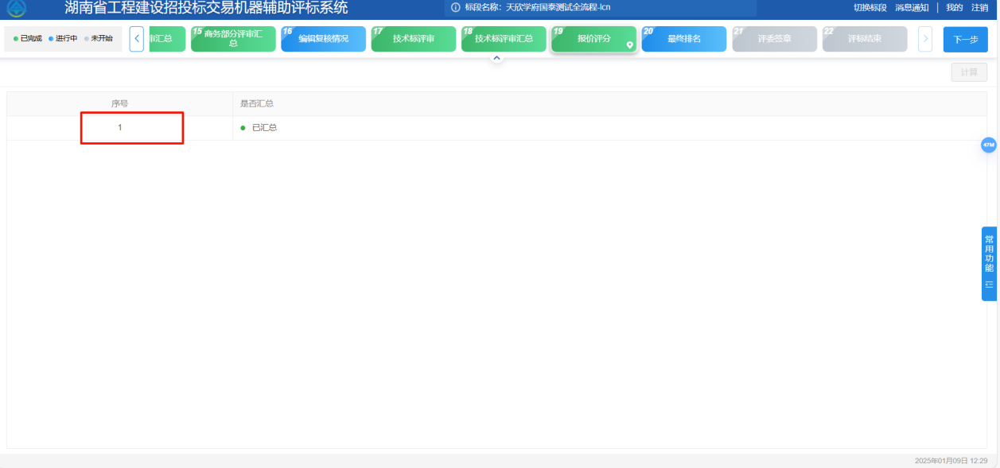 湖南省工程建设招投标交易机器辅助评标系统
标段名称：天欣学府国泰测试全流程-lcn
切换标段 消息通知 | 我的 注销
已完成 进行中 未开始
审汇总
15 商务部分评审汇
总
16 编辑复核情况
17 技术标评审
18 技术标评审汇总
19 报价评分
20 最终排名
21 评委签章
22 评标结束
下一步
计算
序号 是否汇总
1 已汇总
47M
常用功能
2025年01月09日 12:29